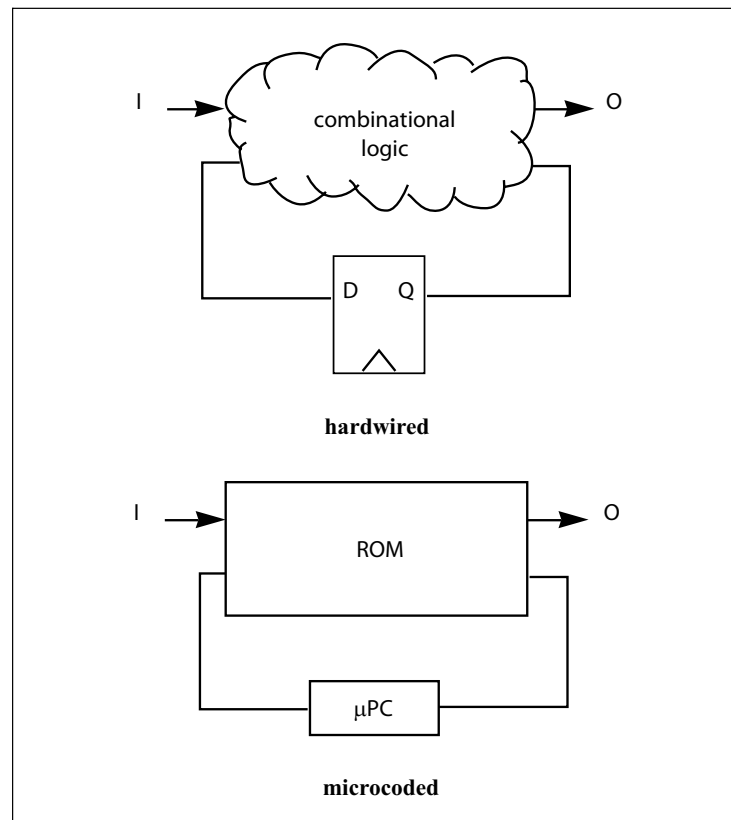 I
O
combinational
logic
D
Q
hardwired
I
O
ROM
μPC
microcoded